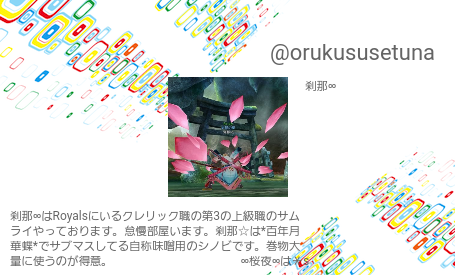 @orukususetuna
刹那∞
刹那∞はRoyalsにいるクレリック職の第3の上級職のサム
ライやっております。怠慢部屋います。刹那☆は*百年月
華蝶*でサブマスしてる自称味噌用のシノビです。巻物大
量に使うのが得意。 ∞桜夜∞は